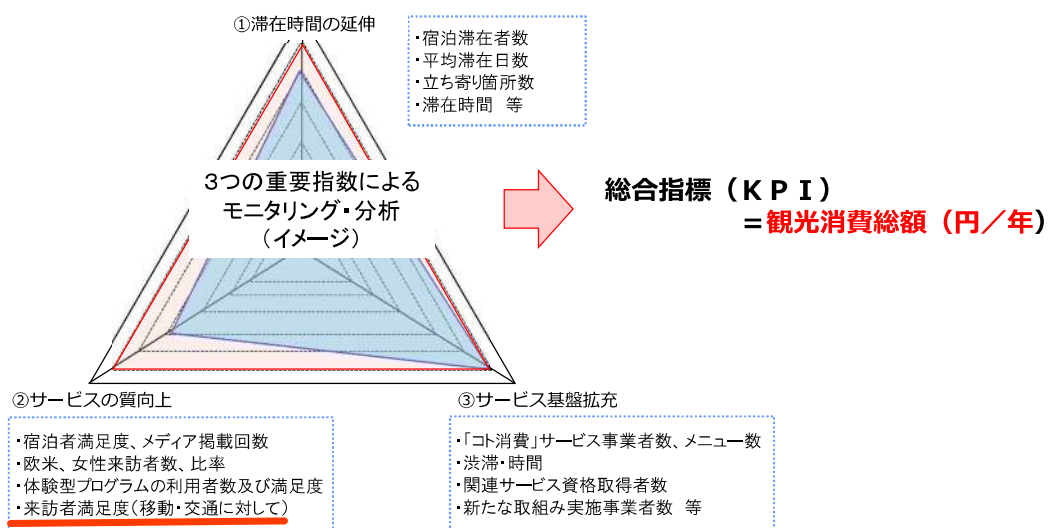 ①滞在時間の延伸
・宿泊滞在者数
・平均滞在日数
・立ち寄り箇所数
・滞在時間 等
3つの重要指数による
モニタリング・分析
(イメージ)
総合指標(KPI)
=観光消費総額(円/年)
②サービスの質向上
・宿泊者満足度、メディア掲載回数
・欧米、女性来訪者数、比率
・体験型プログラムの利用者数及び満足度
・来訪者満足度(移動・交通に対して)
③サービス基盤拡充
・「コト消費」サービス事業者数、メニュー数
・渋滞・時間
・関連サービス資格取得者数
・新たな取組み実施事業者数 等